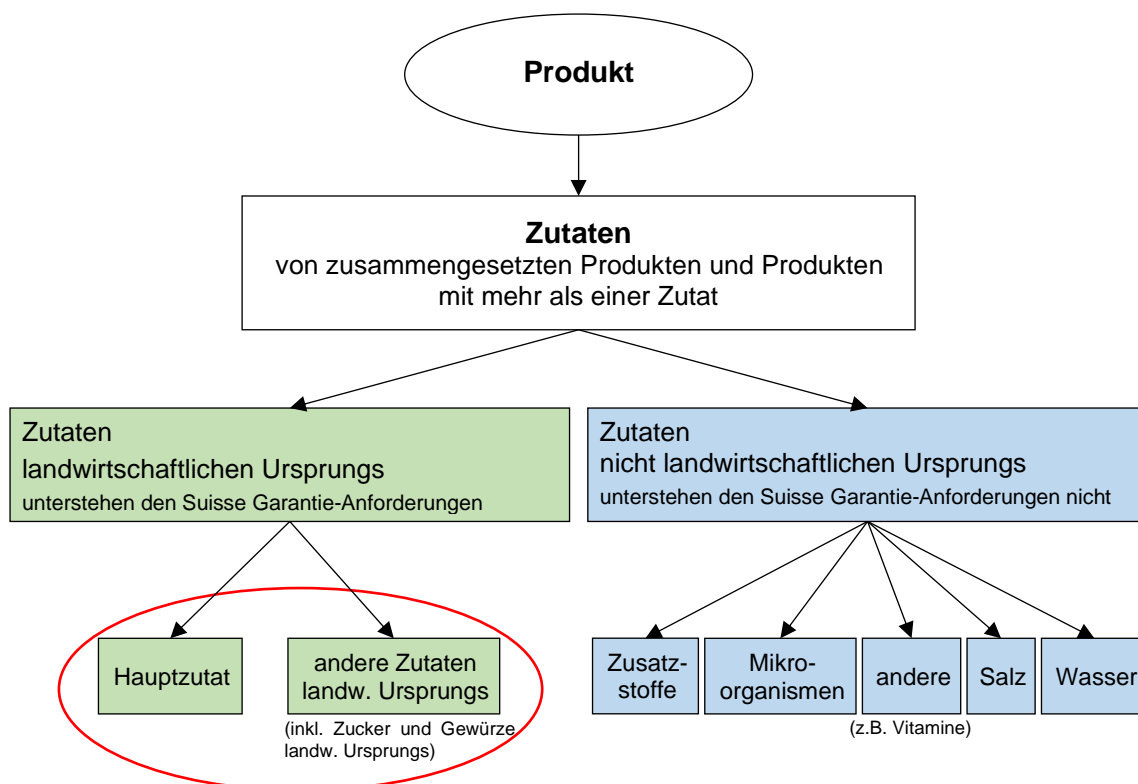 Produkt
Zutaten
von zusammengesetzten Produkten und Produkten
mit mehr als einer Zutat
Zutaten
landwirtschaftlichen Ursprungs
unterstehen den Suisse Garantie-Anforderungen
Zutaten
nicht landwirtschaftlichen Ursprungs
unterstehen den Suisse Garantie-Anforderungen nicht
Hauptzutat
andere Zutaten
landw. Ursprungs
(inkl. Zucker und Gewürze
landw. Ursprungs)
Zusatz-
stoffe
Mikro-
organismen
andere
(z.B. Vitamine)
Salz
Wasser